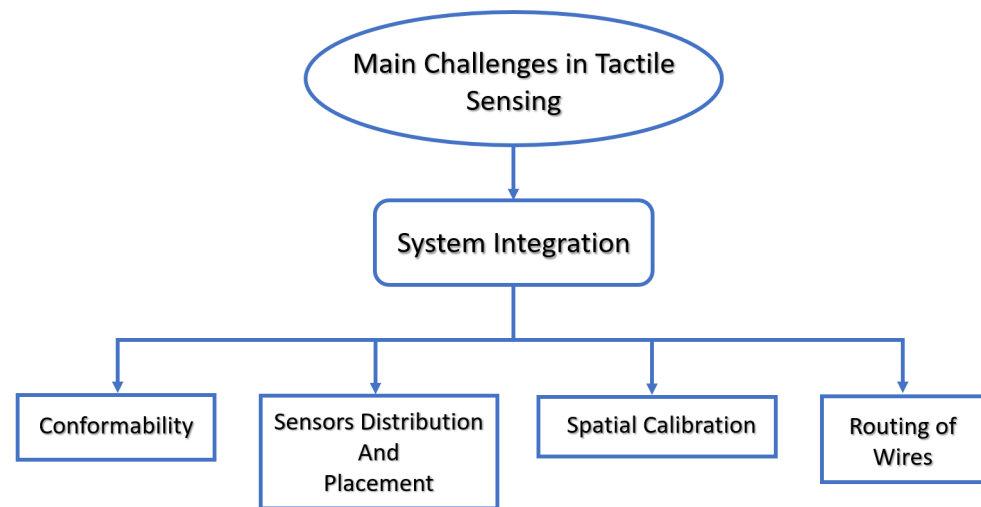 Main Challenges in Tactile
Sensing
System Integration
Conformability
Sensors Distribution
And
Placement
Spatial Calibration
Routing of
Wires